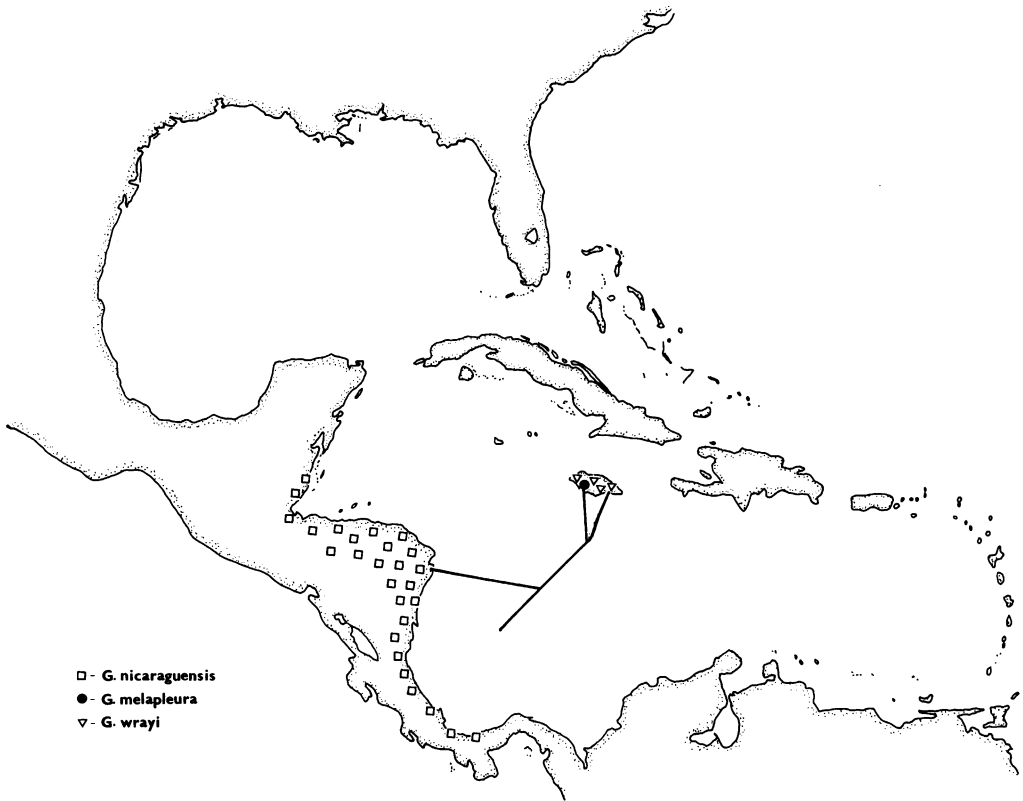 □ - G. nicaraguensis
● - G. melapleura
▽ - G. wrayi